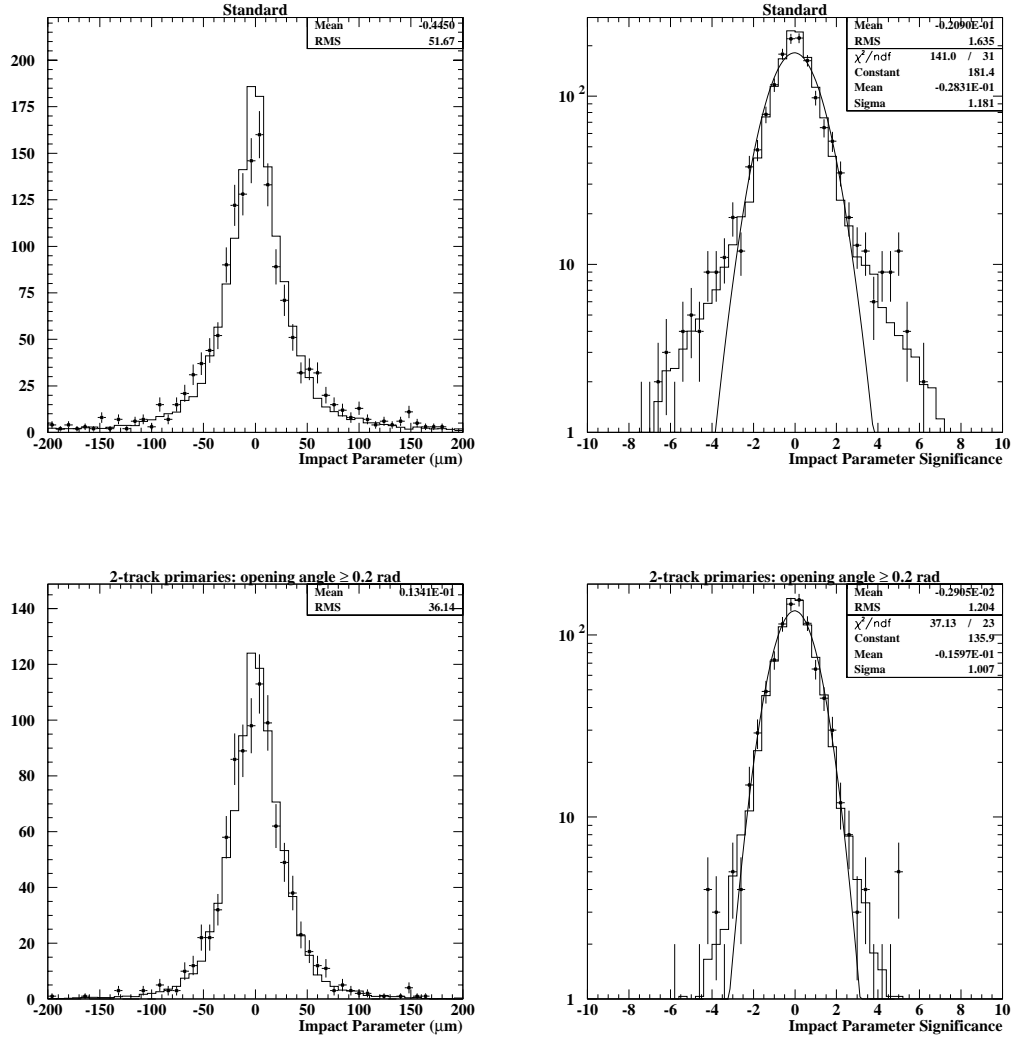 Standard
Mean -0.4450
RMS 51.67
200
175
150
125
100
75
50
25
0
-200 -150 -100 -50 0 50 100 150 200
Impact Parameter (μm)
Standard
Mean -0.2090E-01
RMS 1.635
χ²/ndf 141.0 / 31
Constant 181.4
Mean -0.2831E-01
Sigma 1.181
10 2
10
1
-10 -8 -6 -4 -2 0 2 4 6 8 10
Impact Parameter Significance
2-track primaries: opening angle ≥ 0.2 rad
Mean 0.1341E-01
RMS 36.14
140
120
100
80
60
40
20
0
-200 -150 -100 -50 0 50 100 150 200
Impact Parameter (μm)
2-track primaries: opening angle ≥ 0.2 rad
Mean -0.2905E-02
RMS 1.204
χ²/ndf 37.13 / 23
Constant 135.9
Mean -0.1597E-01
Sigma 1.007
10 2
10
1
-10 -8 -6 -4 -2 0 2 4 6 8 10
Impact Parameter Significance